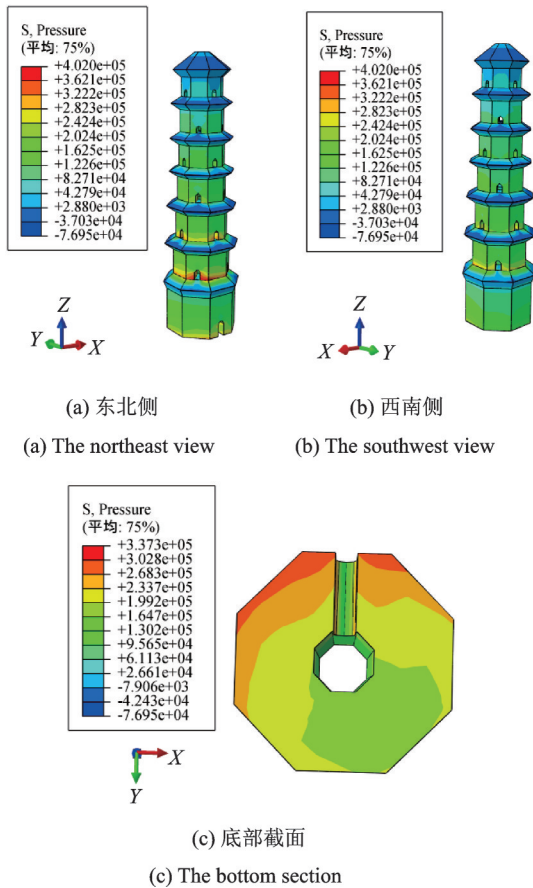 S, Pressure
(平均: 75%)
+4.020e+05
+3.621e+05
+3.222e+05
+2.823e+05
+2.424e+05
+2.024e+05
+1.625e+05
+1.226e+05
+8.271e+04
+4.279e+04
+2.880e+03
-3.703e+04
-7.695e+04
Z
Y
X
(a) 东北侧
(a) The northeast view
S, Pressure
(平均: 75%)
+4.020e+05
+3.621e+05
+3.222e+05
+2.823e+05
+2.424e+05
+2.024e+05
+1.625e+05
+1.226e+05
+8.271e+04
+4.279e+04
+2.880e+03
-3.703e+04
-7.695e+04
Z
X
Y
(b) 西南侧
(b) The southwest view
S, Pressure
(平均: 75%)
+3.373e+05
+3.028e+05
+2.683e+05
+2.337e+05
+1.992e+05
+1.647e+05
+1.302e+05
+9.565e+04
+6.113e+04
+2.661e+04
-7.906e+03
-4.243e+04
-7.695e+04
X
Y
(c) 底部截面
(c) The bottom section